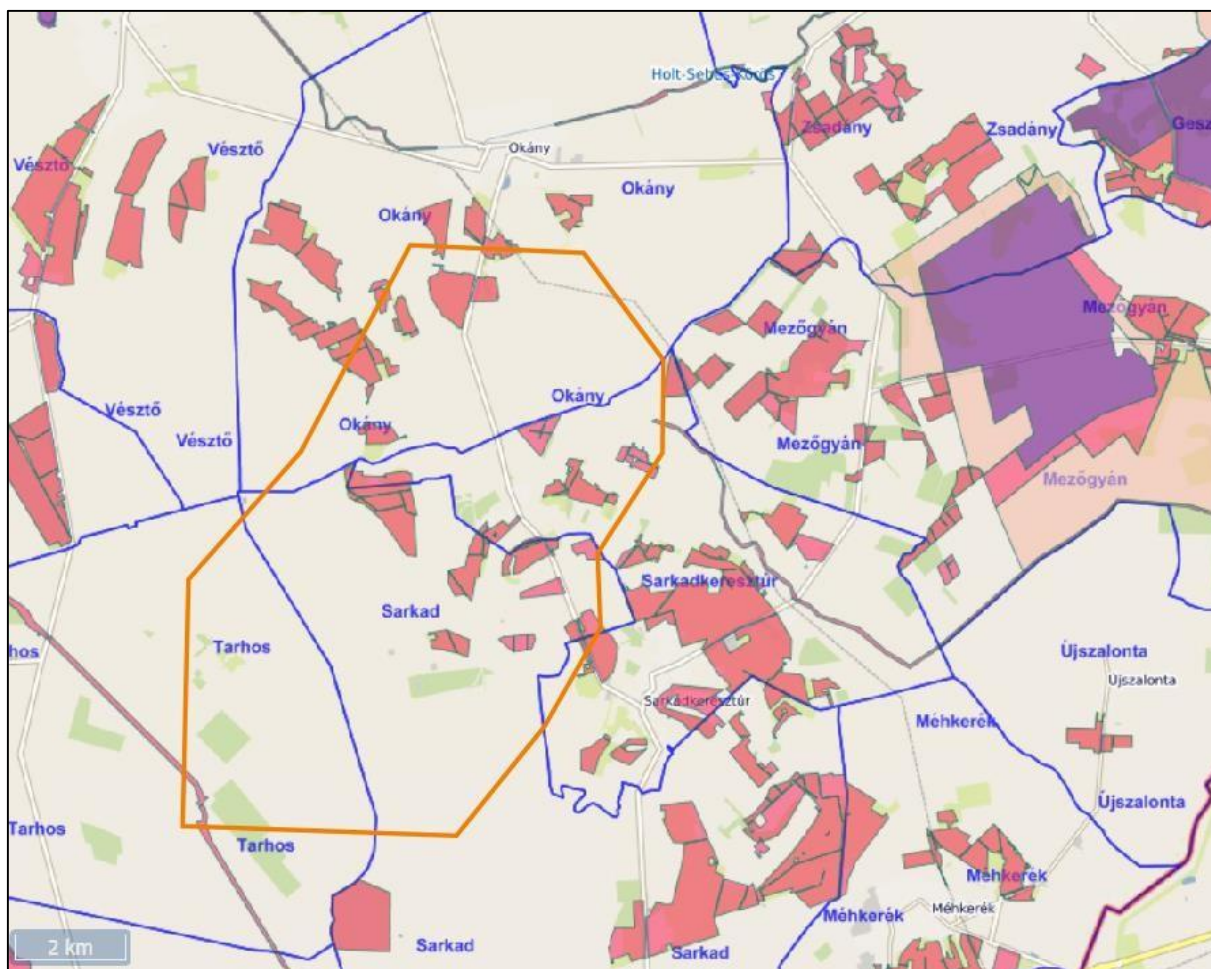 Holt-Sebes-Körös
Zsadány
Zsadány
Gesz
Okány
Vésztő
Vésztő
Okány
Okány
Mezőgyán
Mezőgyán
Okány
Vésztő
Okány
Vésztő
Mezőgyán
Mezőgyán
Sarkadkeresztúr
Sarkad
Tarhos
hos
Újszalonta
Újszalonta
Sarkadkeresztúr
Méhkerék
Újszalonta
Tarhos
Tarhos
Méhkerék
Méhkerék
Méhkerék
Sarkad
Sarkad
2 km